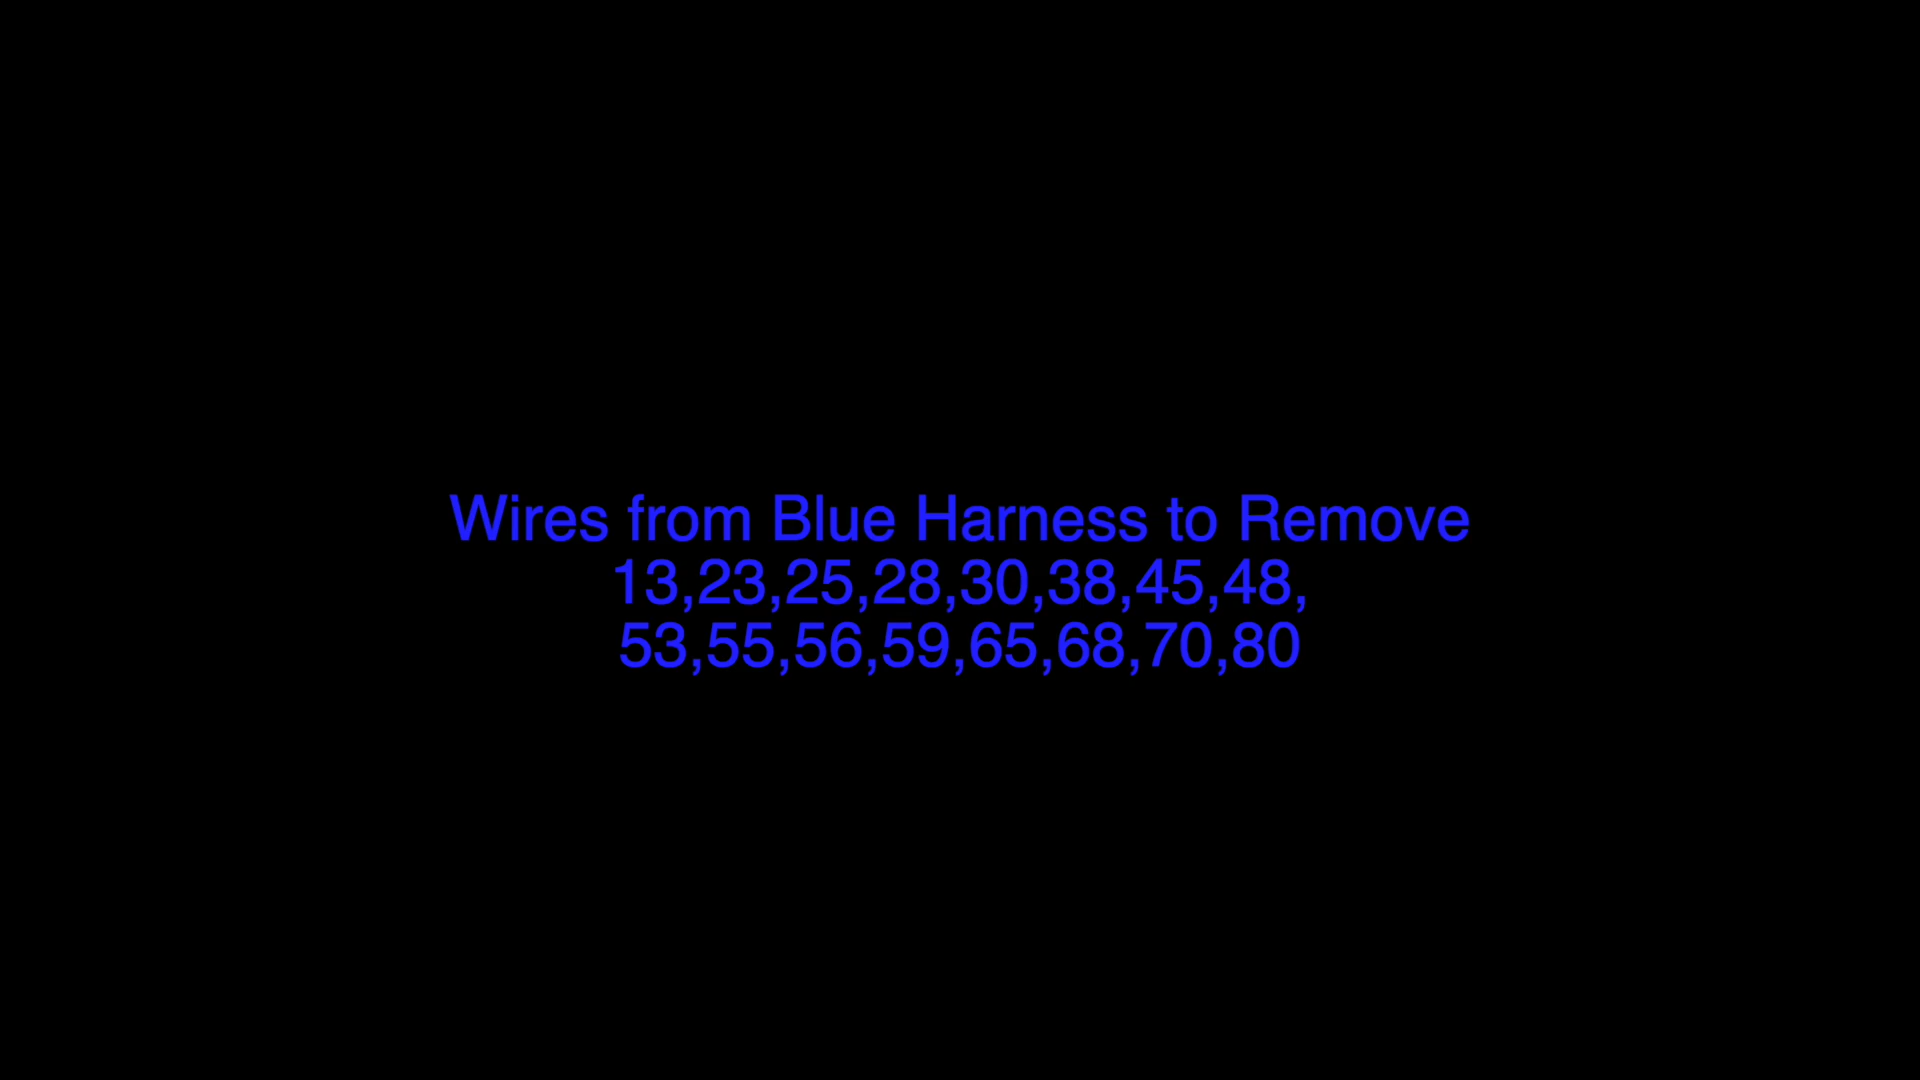 Wires from Blue Harness to Remove
13,23,25,28,30,38,45,48,
53,55,56,59,65,68,70,80